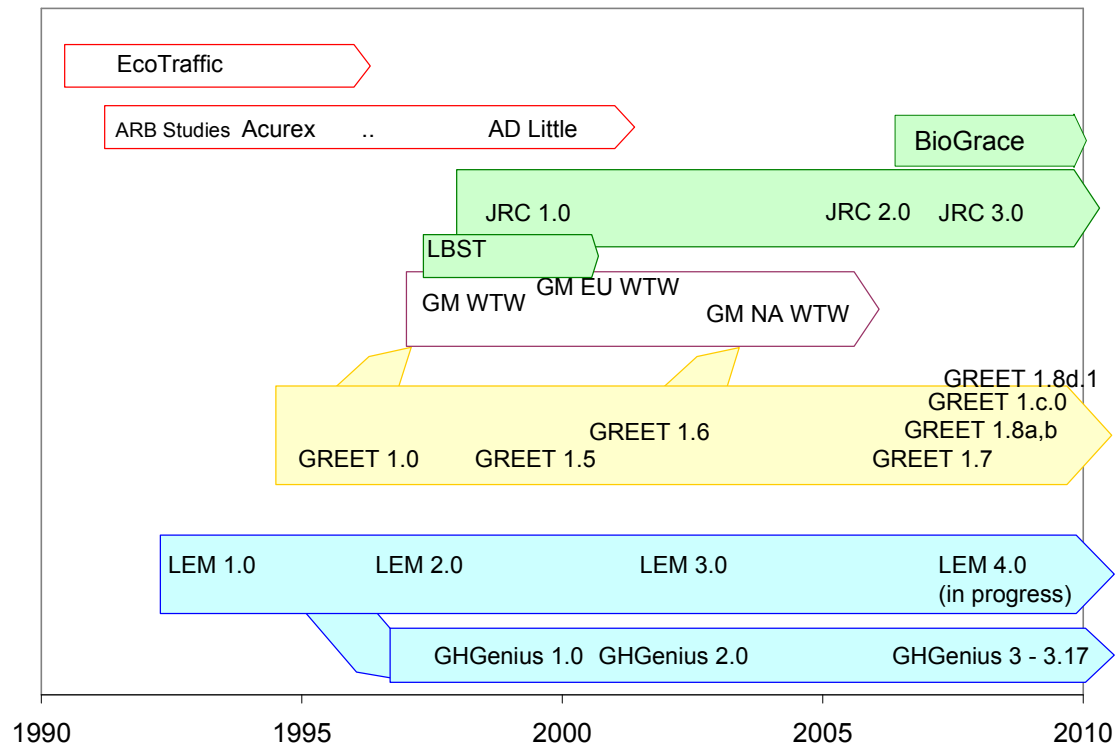 EcoTraffic
ARB Studies Acurex .. AD Little
BioGrace
JRC 1.0 JRC 2.0 JRC 3.0
LBST
GM WTW GM EU WTW
GM NA WTW
GREET 1.8d.1
GREET 1.c.0
GREET 1.6 GREET 1.8a,b
GREET 1.0 GREET 1.5 GREET 1.7
LEM 1.0 LEM 2.0 LEM 3.0 LEM 4.0
(in progress)
GHGenius 1.0 GHGenius 2.0 GHGenius 3 - 3.17
1990 1995 2000 2005 2010